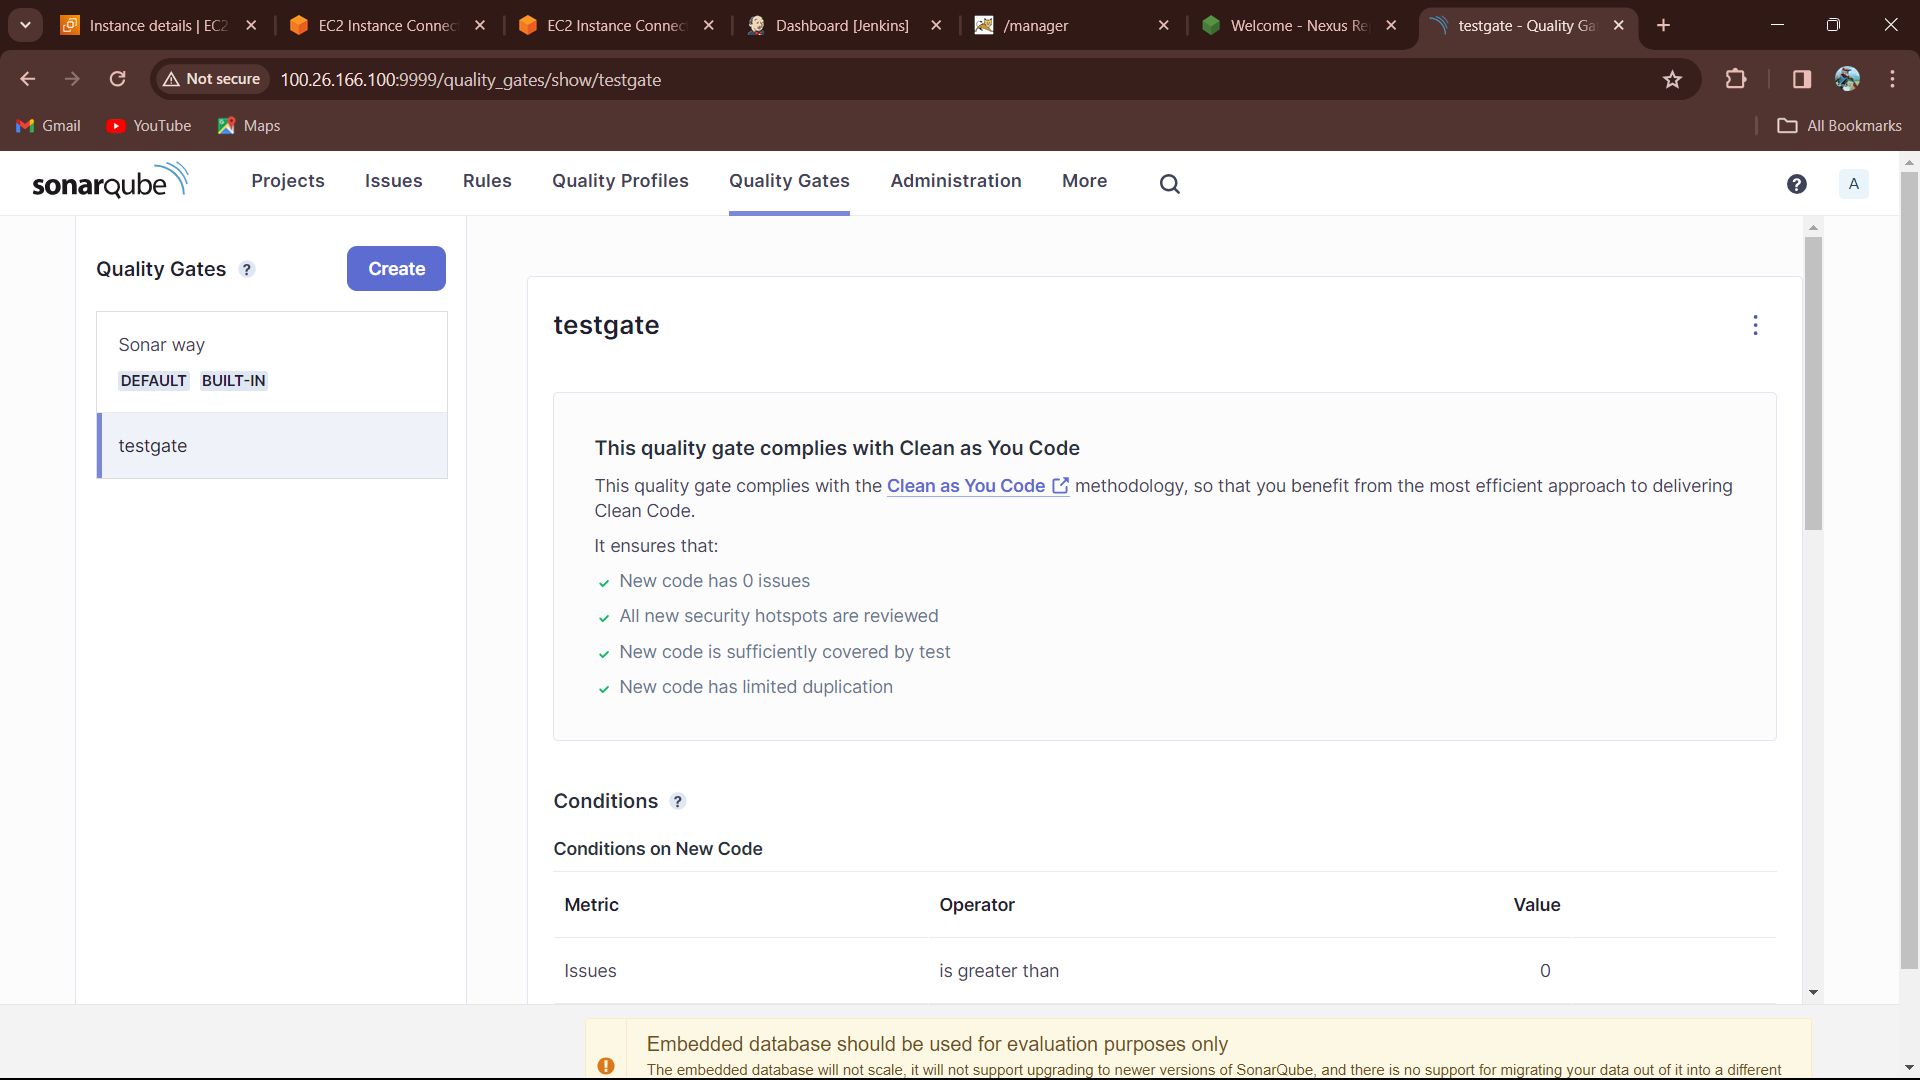 Instance details | EC2
EC2 Instance Connec
EC2 Instance Connec
Dashboard [Jenkins]
/manager
Welcome - Nexus Re
testgate - Quality Ga
Not secure
100.26.166.100:9999/quality_gates/show/testgate
Gmail
YouTube
Maps
All Bookmarks
sonarqube
Projects
Issues
Rules
Quality Profiles
Quality Gates
Administration
More
?
A
Quality Gates ?
Create
Sonar way
DEFAULT BUILT-IN
testgate
testgate
This quality gate complies with Clean as You Code
This quality gate complies with the Clean as You Code methodology, so that you benefit from the most efficient approach to delivering
Clean Code.
It ensures that:
New code has 0 issues
All new security hotspots are reviewed
New code is sufficiently covered by test
New code has limited duplication
Conditions ?
Conditions on New Code
Metric Operator Value
Issues is greater than 0
Embedded database should be used for evaluation purposes only
The embedded database will not scale, it will not support upgrading to newer versions of SonarQube, and there is no support for migrating your data out of it into a different